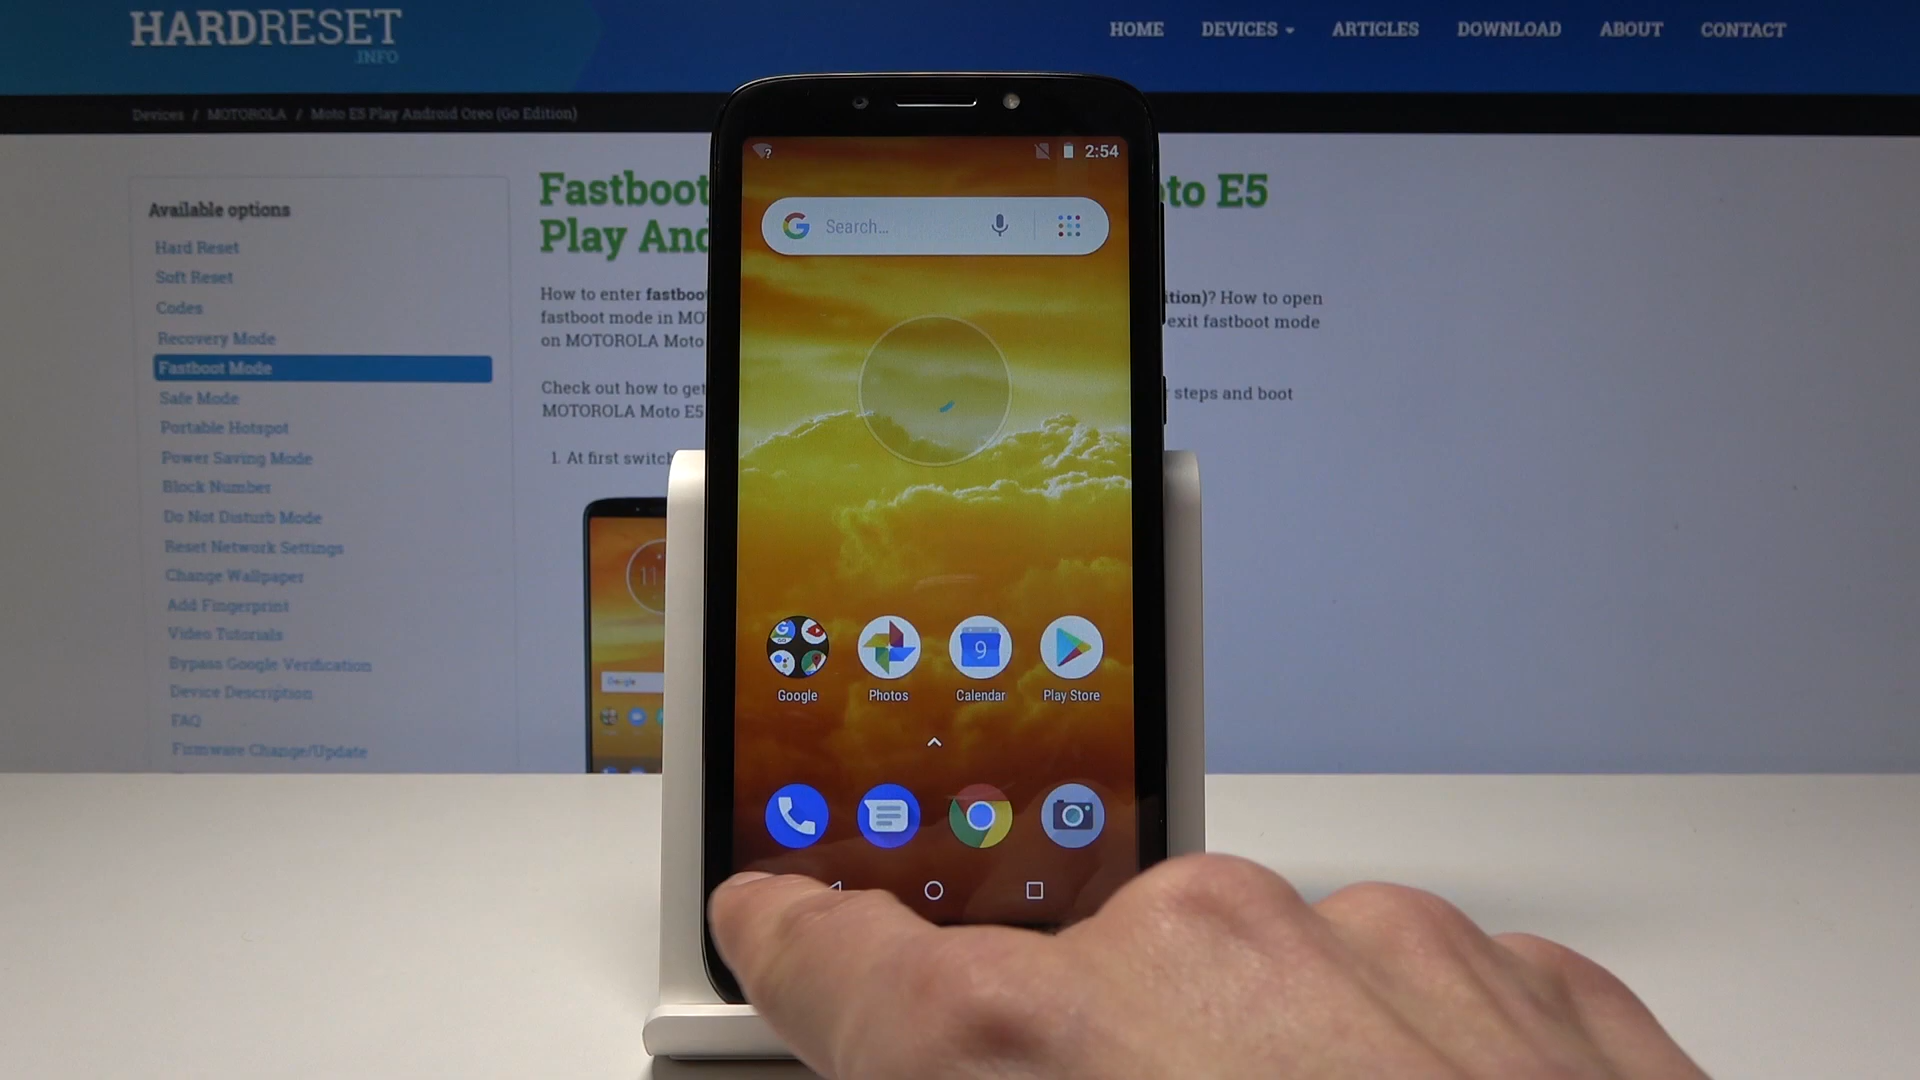 HARDRESET
.INFO
HOME DEVICES ARTICLES DOWNLOAD ABOUT CONTACT
Devices / MOTOROLA / Moto E5 Play Android Oreo (Go Edition)
Available options
Hard Reset
Soft Reset
Codes
Recovery Mode
Fastboot Mode
Safe Mode
Portable Hotspot
Power Saving Mode
Block Number
Do Not Disturb Mode
Reset Network Settings
Change Wallpaper
Add Fingerprint
Video Tutorials
Bypass Google Verification
Device Description
FAQ
Firmware Change/Update
Fastboot to E5
Play And
How to enter fastboo ition)? How to open
fastboot mode in MO exit fastboot mode
on MOTOROLA Moto
Check out how to get steps and boot
MOTOROLA Moto E5
1. At first switch
11
Google
2:54
Search...
9
Google Photos Calendar Play Store